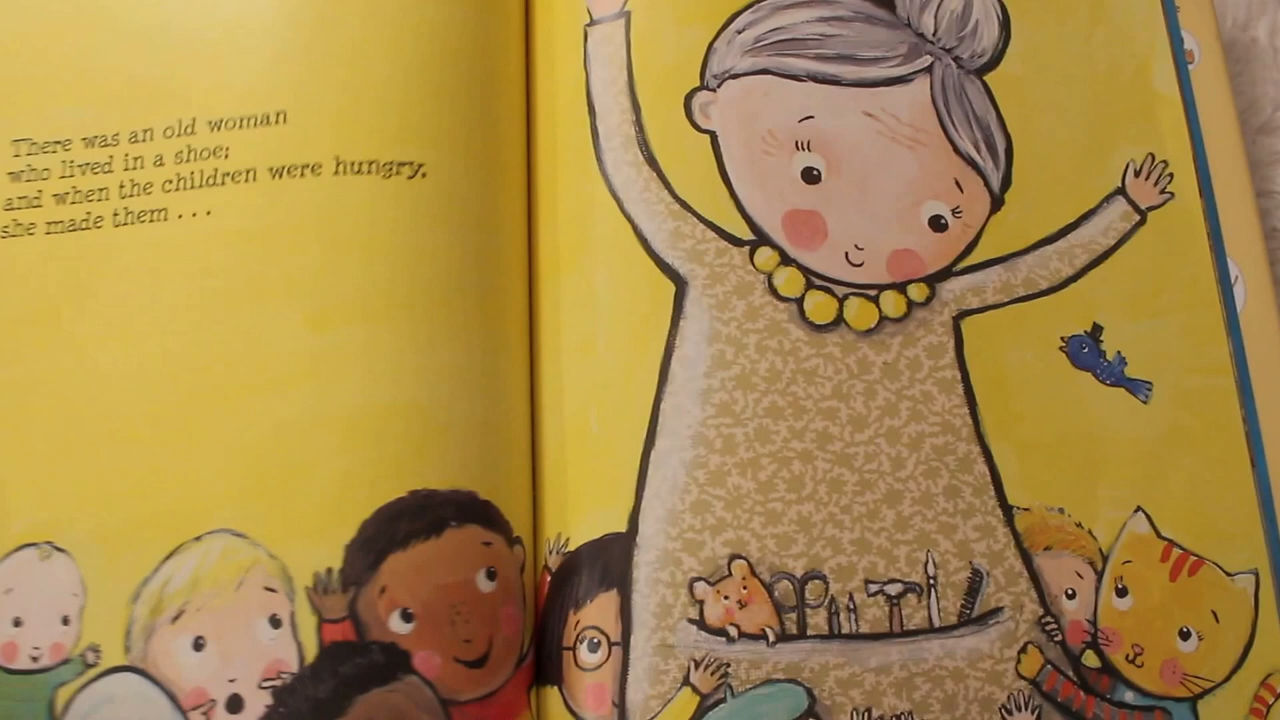 There was an old woman
who lived in a shoe;
and when the children were hungry,
she made them . . .